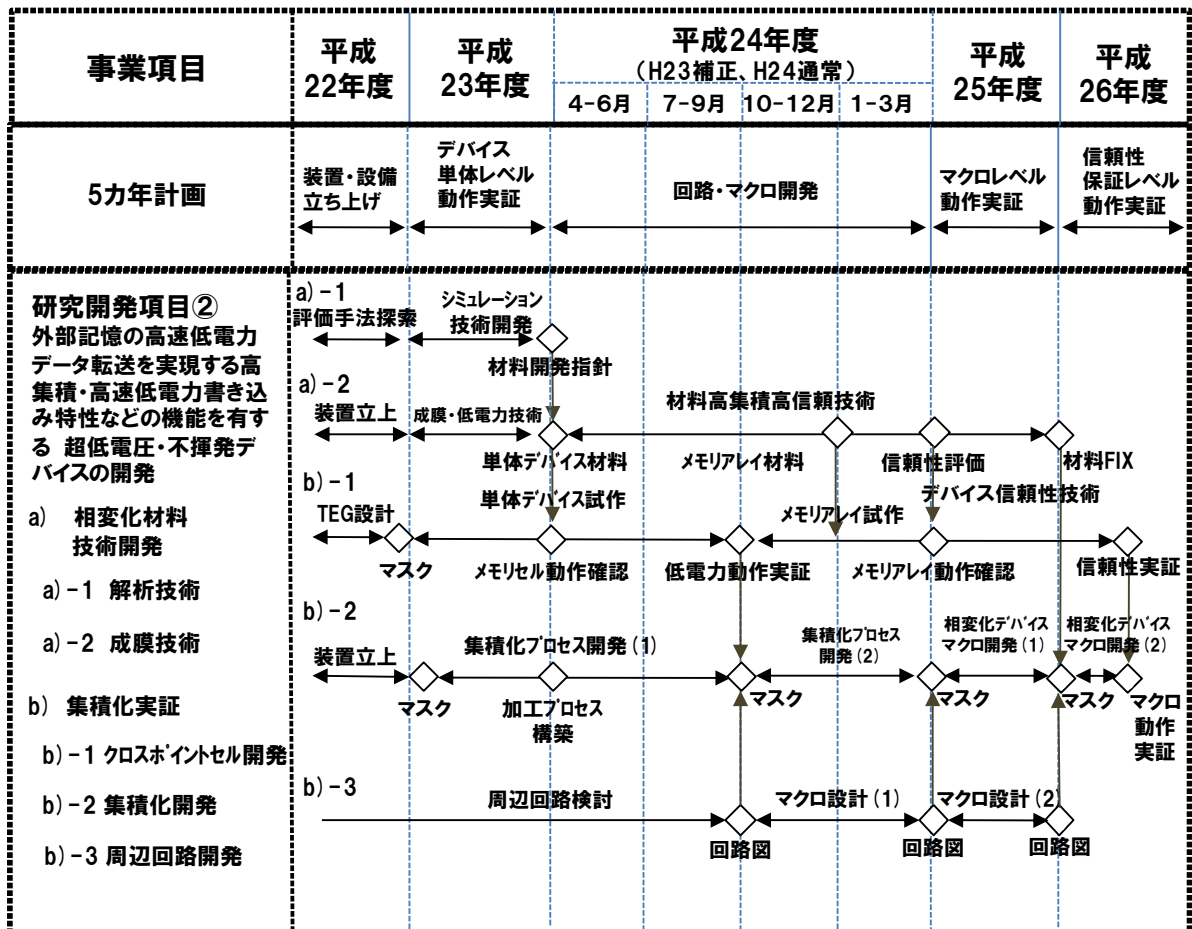 事業項目
平成
22年度
平成
23年度
平成24年度
（H23補正、H24通常）
4-6月
7-9月
10-12月
1-3月
平成
25年度
平成
26年度
5カ年計画
装置・設備
立ち上げ
デバイス
単体レベル
動作実証
回路・マクロ開発
マクロレベル
動作実証
信頼性
保証レベル
動作実証
研究開発項目②
外部記憶の高速低電力
データ転送を実現する高
集積・高速低電力書き込
み特性などの機能を有す
る 超低電圧・不揮発デ
バイスの開発
a) 相変化材料
技術開発
a)-1 解析技術
a)-2 成膜技術
b) 集積化実証
b)-1 クロスポイントセル開発
b)-2 集積化開発
b)-3 周辺回路開発
a)-1
評価手法探索
シミュレーション
技術開発
材料開発指針
a)-2
装置立上
成膜・低電力技術
材料高集積高信頼技術
単体デバイス材料
メモリアレイ材料
信頼性評価
材料FIX
b)-1
単体デバイス試作
デバイス信頼性技術
TEG設計
メモリアレイ試作
マスク
メモリセル動作確認
低電力動作実証
メモリアレイ動作確認
信頼性実証
b)-2
装置立上
集積化プロセス開発(1)
集積化プロセス
開発(2)
相変化デバイス
マクロ開発(1)
相変化デバイス
マクロ開発(2)
マスク
加工プロセス
構築
マスク
マスク
マスク
マクロ
動作
実証
b)-3
周辺回路検討
マクロ設計(1)
マクロ設計(2)
回路図
回路図
回路図